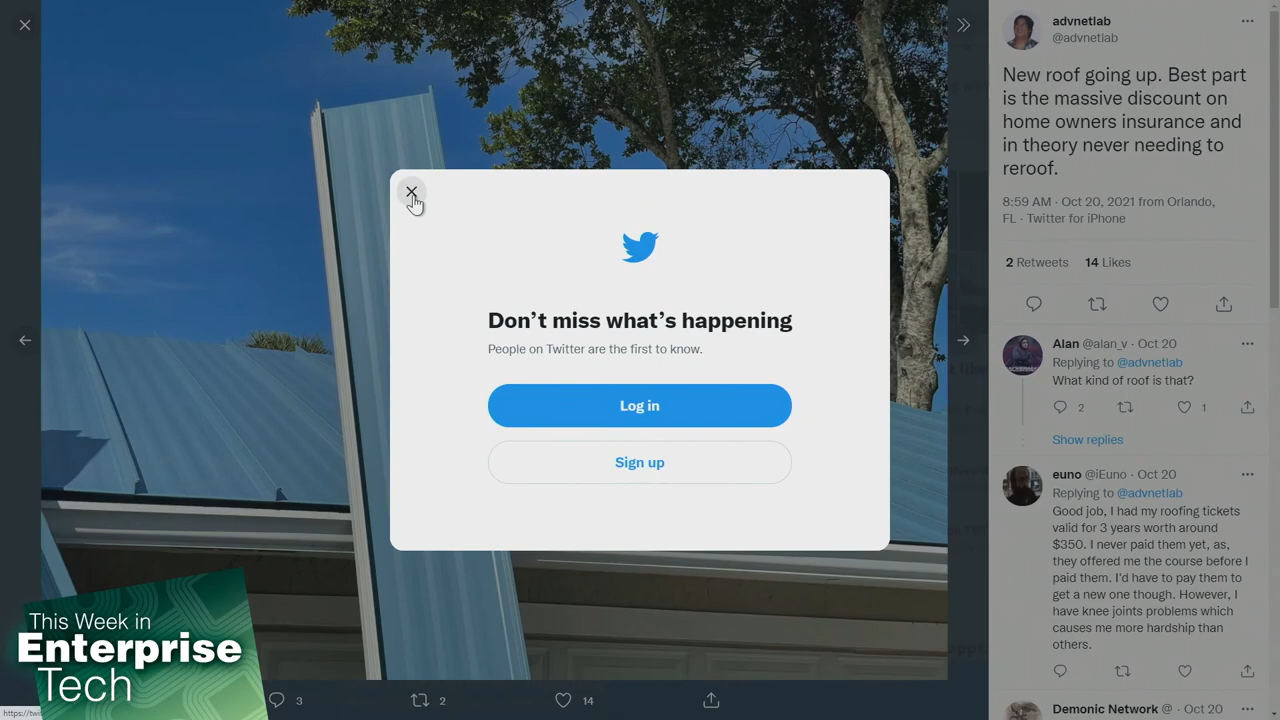 advnetlab
@advnetlab
New roof going up. Best part
is the massive discount on
home owners insurance and
in theory never needing to
reroof.
8:59 AM · Oct 20, 2021 from Orlando,
FL · Twitter for iPhone
2 Retweets 14 Likes
Alan @alan_v · Oct 20
Replying to @advnetlab
What kind of roof is that?
2 1
Show replies
euno @iEuno · Oct 20
Replying to @advnetlab
Good job, I had my roofing tickets
valid for 3 years worth around
$350. I never paid them yet, as,
they offered me the course before I
paid them. I'd have to pay them to
get a new one though. However, I
have knee joints problems which
causes me more hardship than
others.
Demonic Network @ · Oct 20
Don't miss what's happening
People on Twitter are the first to know.
Log in
Sign up
This Week in
Enterprise
Tech
3 2 14
https://twi